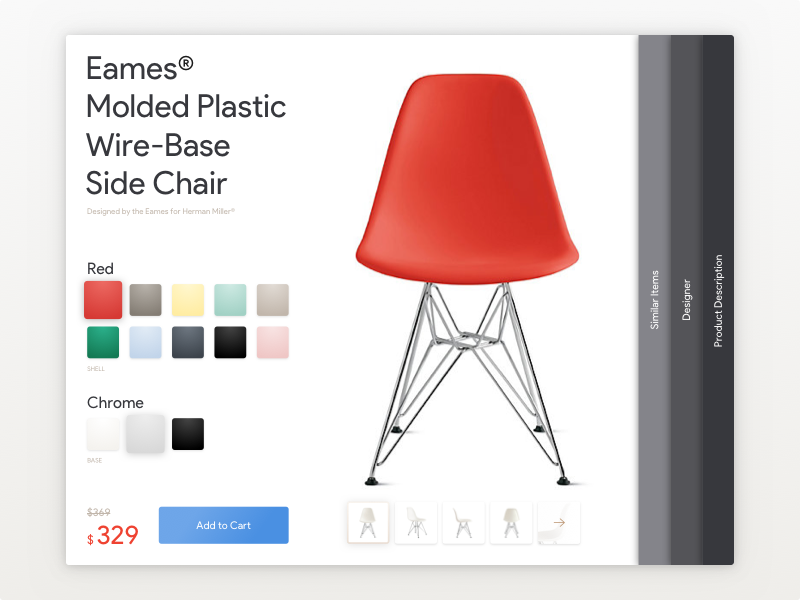 Eames®
Molded Plastic
Wire-Base
Side Chair
Designed by the Eames for Herman Miller®
Red
SHELL
Chrome
BASE
$369
$329
Add to Cart
Similar Items
Designer
Product Description